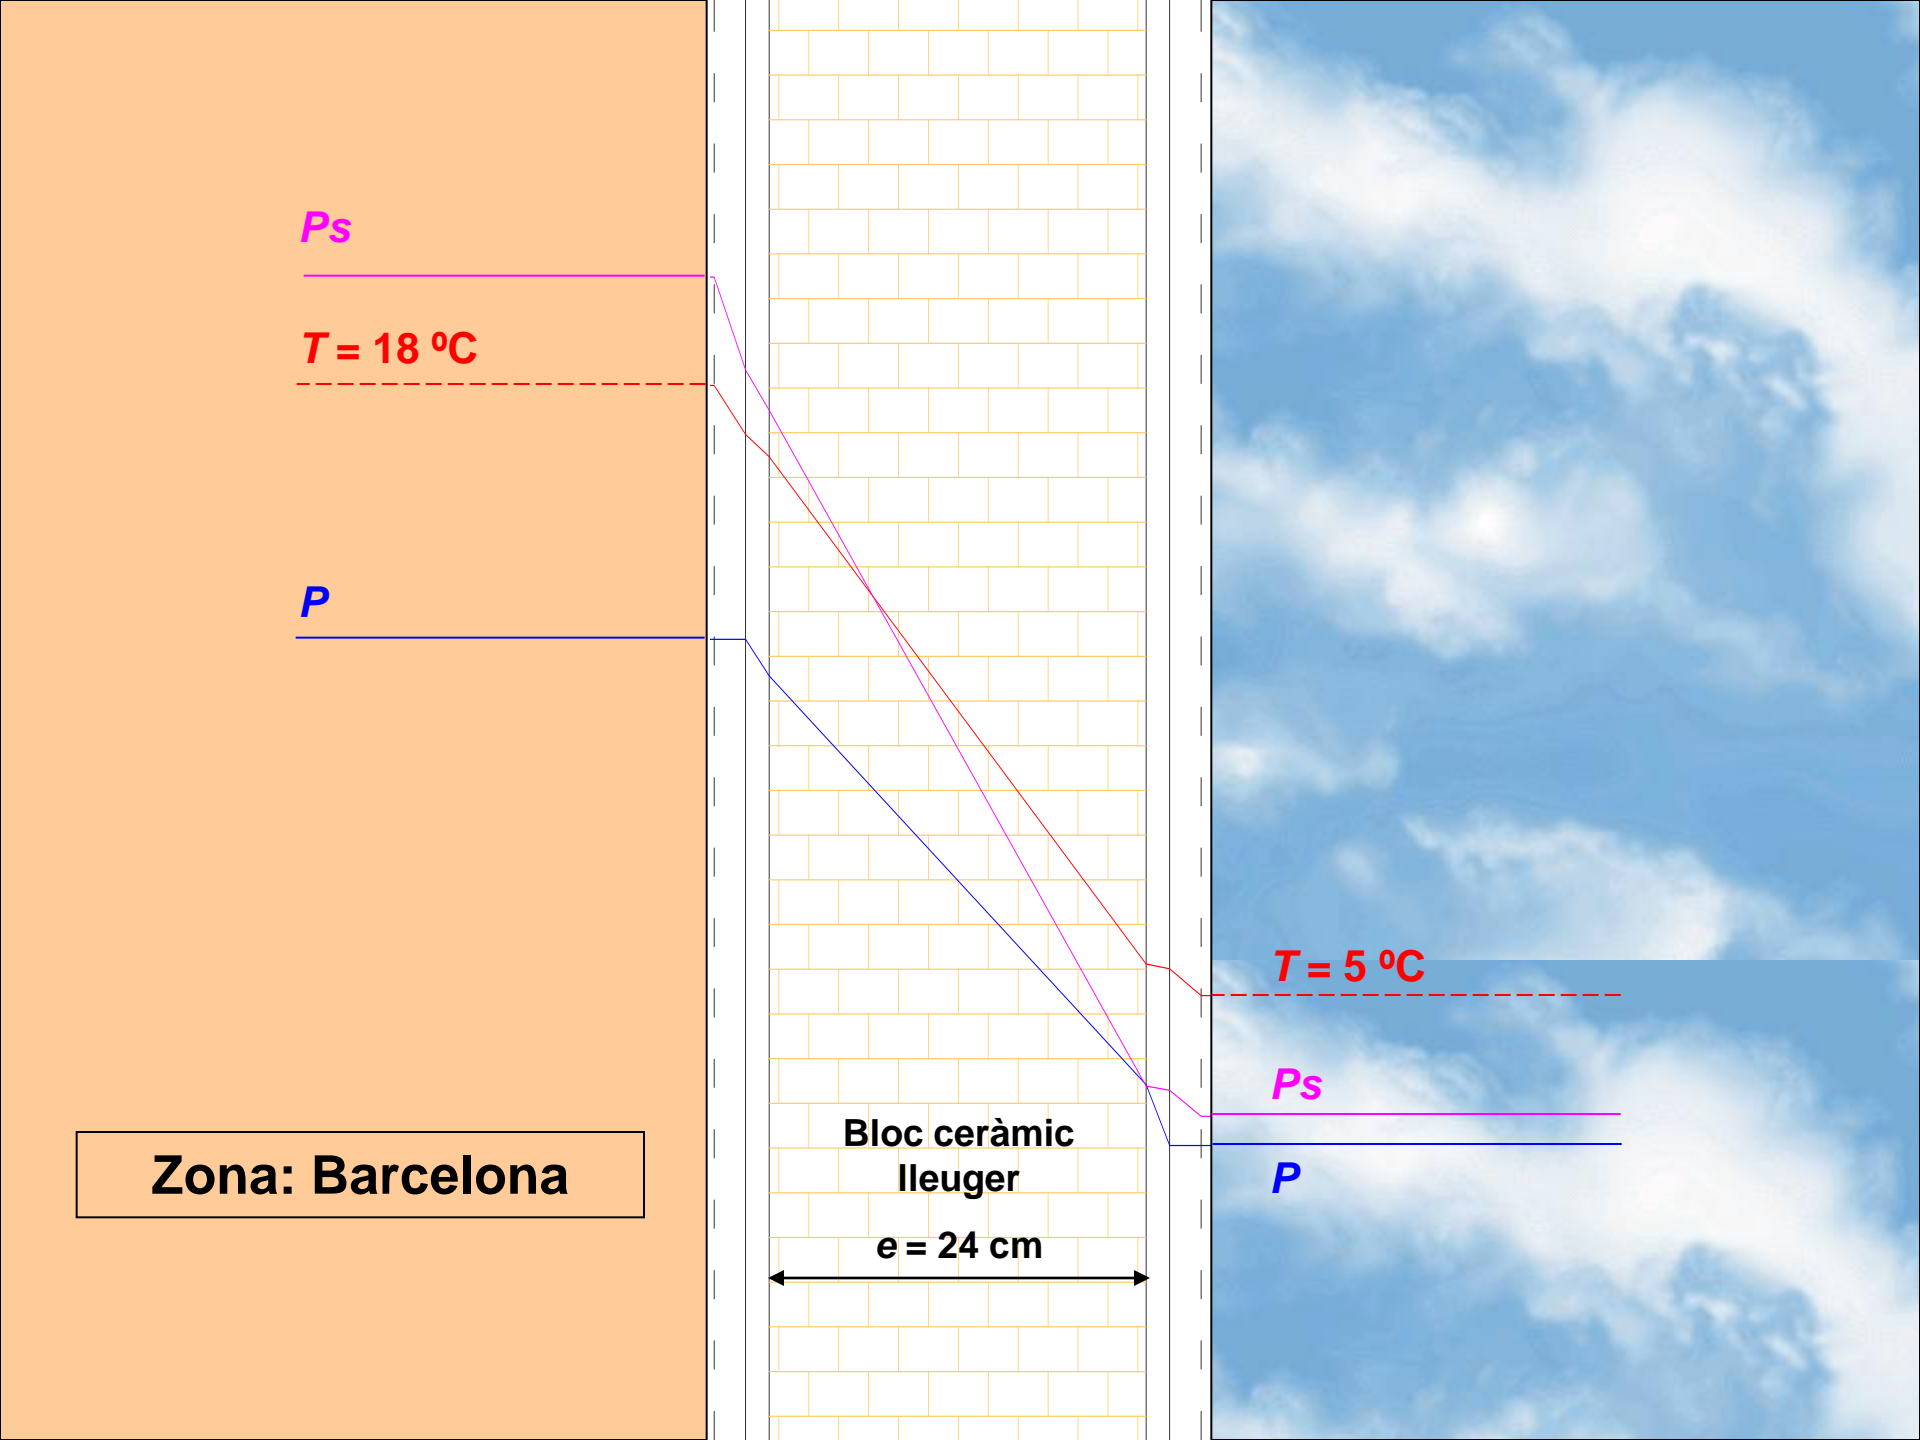 Ps
T = 18 ºC
P
T = 5 ºC
Ps
P
Bloc ceràmic
lleuger
e = 24 cm
Zona: Barcelona